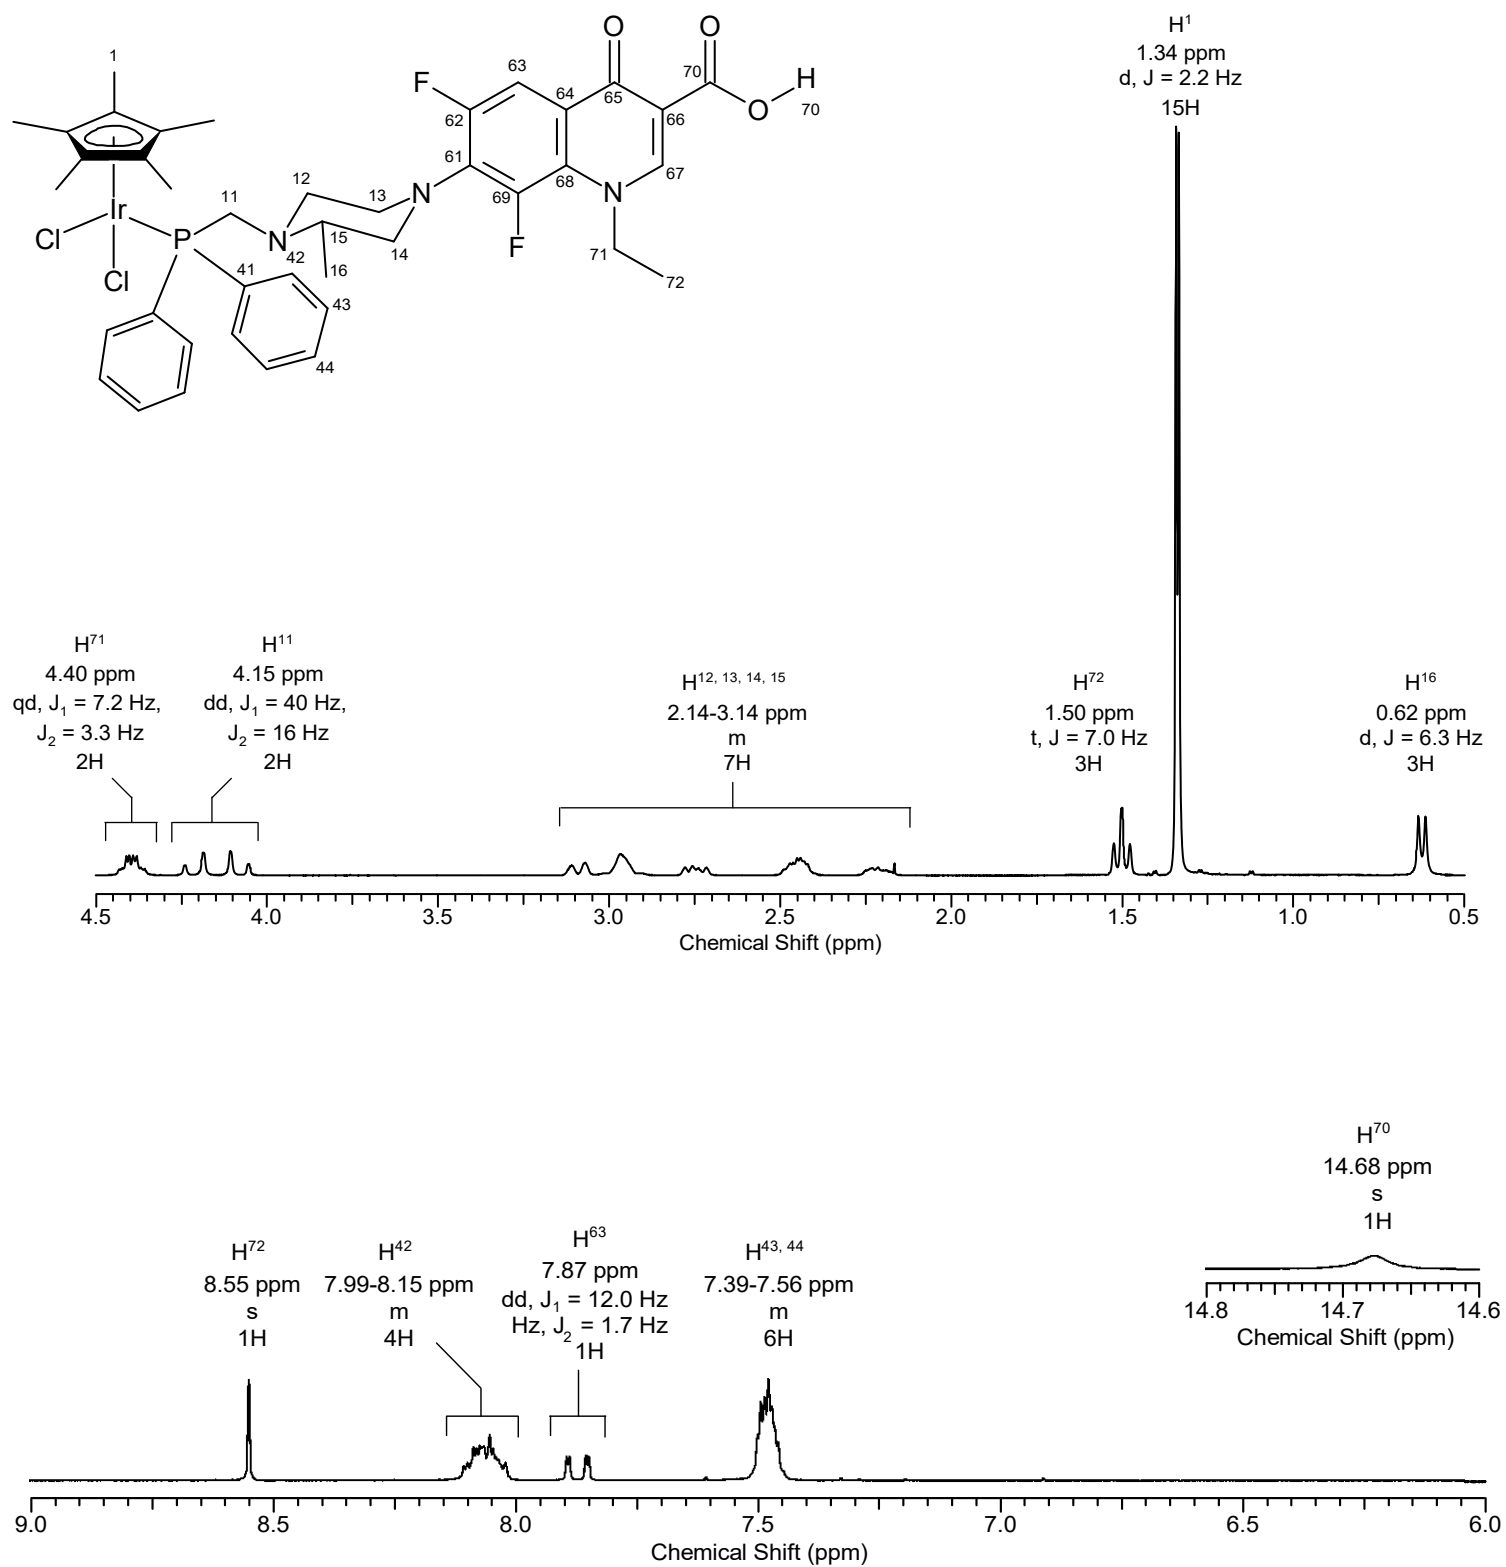 1
Ir
Cl
Cl
P
11
N
42
12
13
15
16
14
N
41
43
44
F
63
62
61
64
O
65
69
68
F
N
71
72
66
67
70
O
O
H
70
H1
1.34 ppm
d, J = 2.2 Hz
15H
H71
4.40 ppm
qd, J1 = 7.2 Hz,
J2 = 3.3 Hz
2H
H11
4.15 ppm
dd, J1 = 40 Hz,
J2 = 16 Hz
2H
H12, 13, 14, 15
2.14-3.14 ppm
m
7H
H72
1.50 ppm
t, J = 7.0 Hz
3H
H16
0.62 ppm
d, J = 6.3 Hz
3H
4.5 4.0 3.5 3.0 2.5 2.0 1.5 1.0 0.5
Chemical Shift (ppm)
H72
8.55 ppm
s
1H
H42
7.99-8.15 ppm
m
4H
H63
7.87 ppm
dd, J1 = 12.0 Hz
Hz, J2 = 1.7 Hz
1H
H43, 44
7.39-7.56 ppm
m
6H
H70
14.68 ppm
s
1H
14.8 14.7 14.6
Chemical Shift (ppm)
9.0 8.5 8.0 7.5 7.0 6.5 6.0
Chemical Shift (ppm)